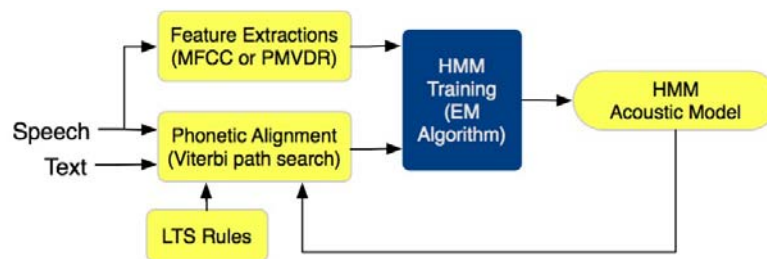 Feature Extractions
(MFCC or PMVDR)
HMM
Training
(EM
Algorithm)
HMM
Acoustic Model
Speech
Text
Phonetic Alignment
(Viterbi path search)
LTS Rules